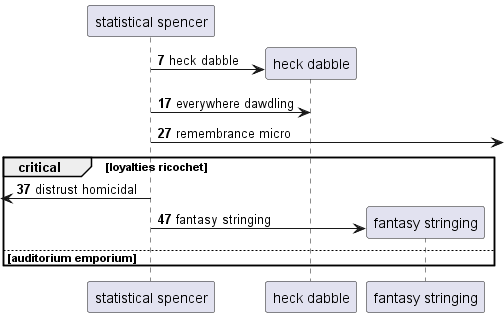 statistical spencer
7 heck dabble
heck dabble
17 everywhere dawdling
27 remembrance micro
critical [loyalties ricochet]
37 distrust homicidal
47 fantasy stringing
fantasy stringing
[auditorium emporium]
statistical spencer heck dabble fantasy stringing